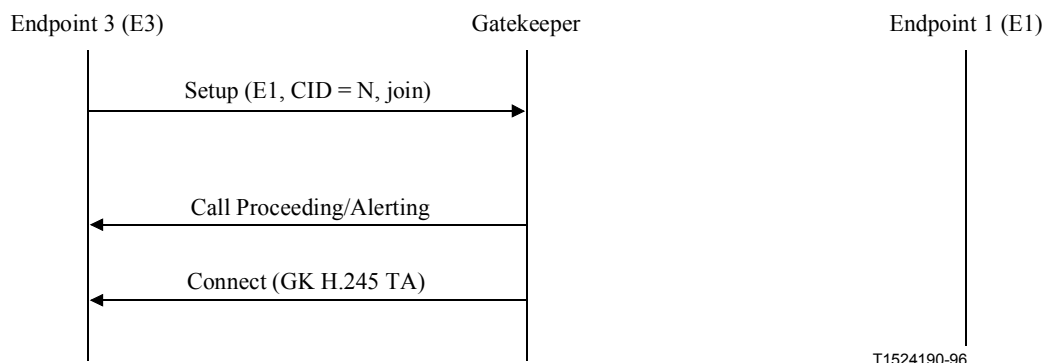 Endpoint 3 (E3)
Gatekeeper
Endpoint 1 (E1)
Setup (E1, CID = N, join)
Call Proceeding/Alerting
Connect (GK H.245 TA)
T1524190-96